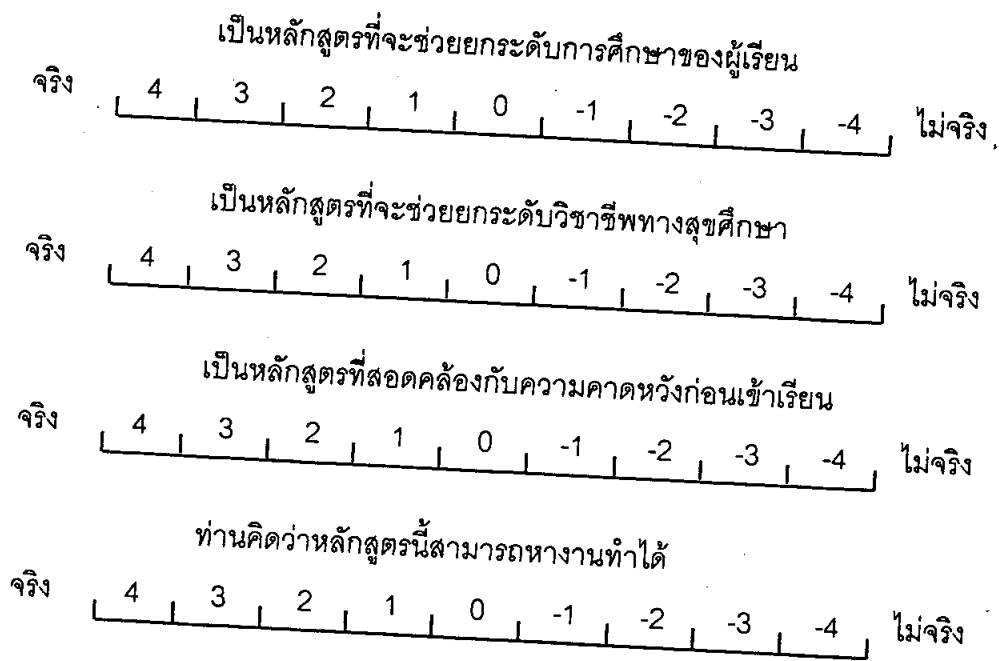 เป็นหลักสูตรที่จะช่วยยกระดับการศึกษาของผู้เรียน
จริง 4 3 2 1 0 -1 -2 -3 -4 ไม่จริง
เป็นหลักสูตรที่จะช่วยยกระดับวิชาชีพทางสุขศึกษา
จริง 4 3 2 1 0 -1 -2 -3 -4 ไม่จริง
เป็นหลักสูตรที่สอดคล้องกับความคาดหวังก่อนเข้าเรียน
จริง 4 3 2 1 0 -1 -2 -3 -4 ไม่จริง
ท่านคิดว่าหลักสูตรนี้สามารถหางานทำได้
จริง 4 3 2 1 0 -1 -2 -3 -4 ไม่จริง